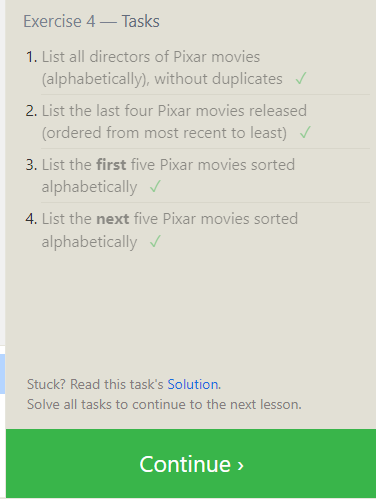 Exercise 4 — Tasks
1. List all directors of Pixar movies
(alphabetically), without duplicates ✓
2. List the last four Pixar movies released
(ordered from most recent to least) ✓
3. List the first five Pixar movies sorted
alphabetically ✓
4. List the next five Pixar movies sorted
alphabetically ✓
Stuck? Read this task's Solution.
Solve all tasks to continue to the next lesson.
Continue ›